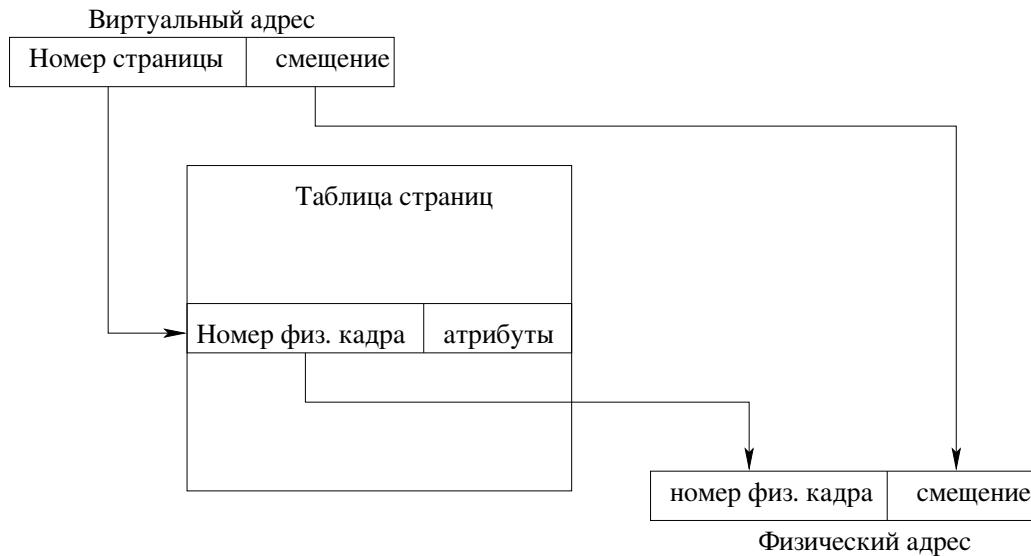 Виртуальный адрес
Номер страницы смещение
Таблица страниц
Номер физ. кадра атрибуты
номер физ. кадра смещение
Физический адрес